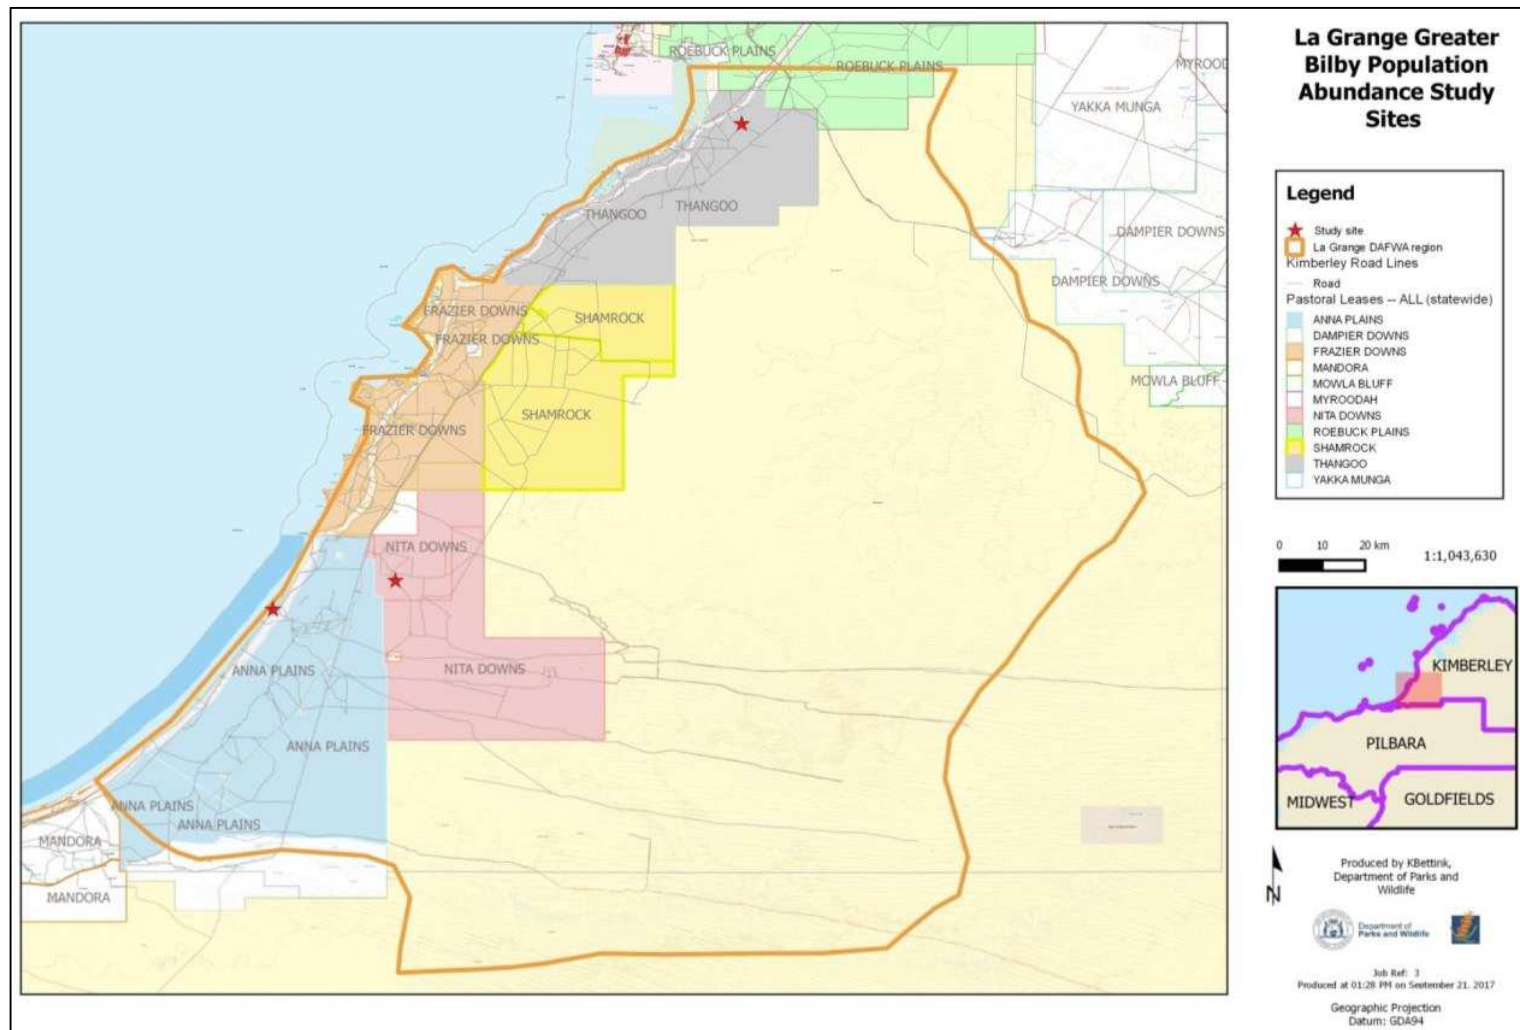 La Grange Greater
Bilby Population
Abundance Study
Sites
ROEBUCK PLAINS
ROEBUCK PLAINS
MYROOD
YAKKA MUNGA
THANGOO
THANGOO
DAMPIER DOWNS
DAMPIER DOWNS
FRAZIER DOWNS
SHAMROCK
FRAZIER DOWNS
MOWLA BLUFF
SHAMROCK
FRAZIER DOWNS
NITA DOWNS
ANNA PLAINS
NITA DOWNS
ANNA PLAINS
ANNA PLAINS
ANNA PLAINS
MANDORA
MANDORA
Legend
Study site
La Grange DAFWA region
Kimberley Road Lines
Road
Pastoral Leases -- ALL (statewide)
ANNA PLAINS
DAMPIER DOWNS
FRAZIER DOWNS
MANDORA
MOWLA BLUFF
MYROODAH
NITA DOWNS
ROEBUCK PLAINS
SHAMROCK
THANGOO
YAKKA MUNGA
0 10 20 km
1:1,043,630
KIMBERLEY
PILBARA
MIDWEST
GOLDFIELDS
N
Produced by KBettink,
Department of Parks and
Wildlife
Department of
Parks and Wildlife
Job Ref: 3
Produced at 01:28 PM on September 21, 2017
Geographic Projection
Datum: GDA94